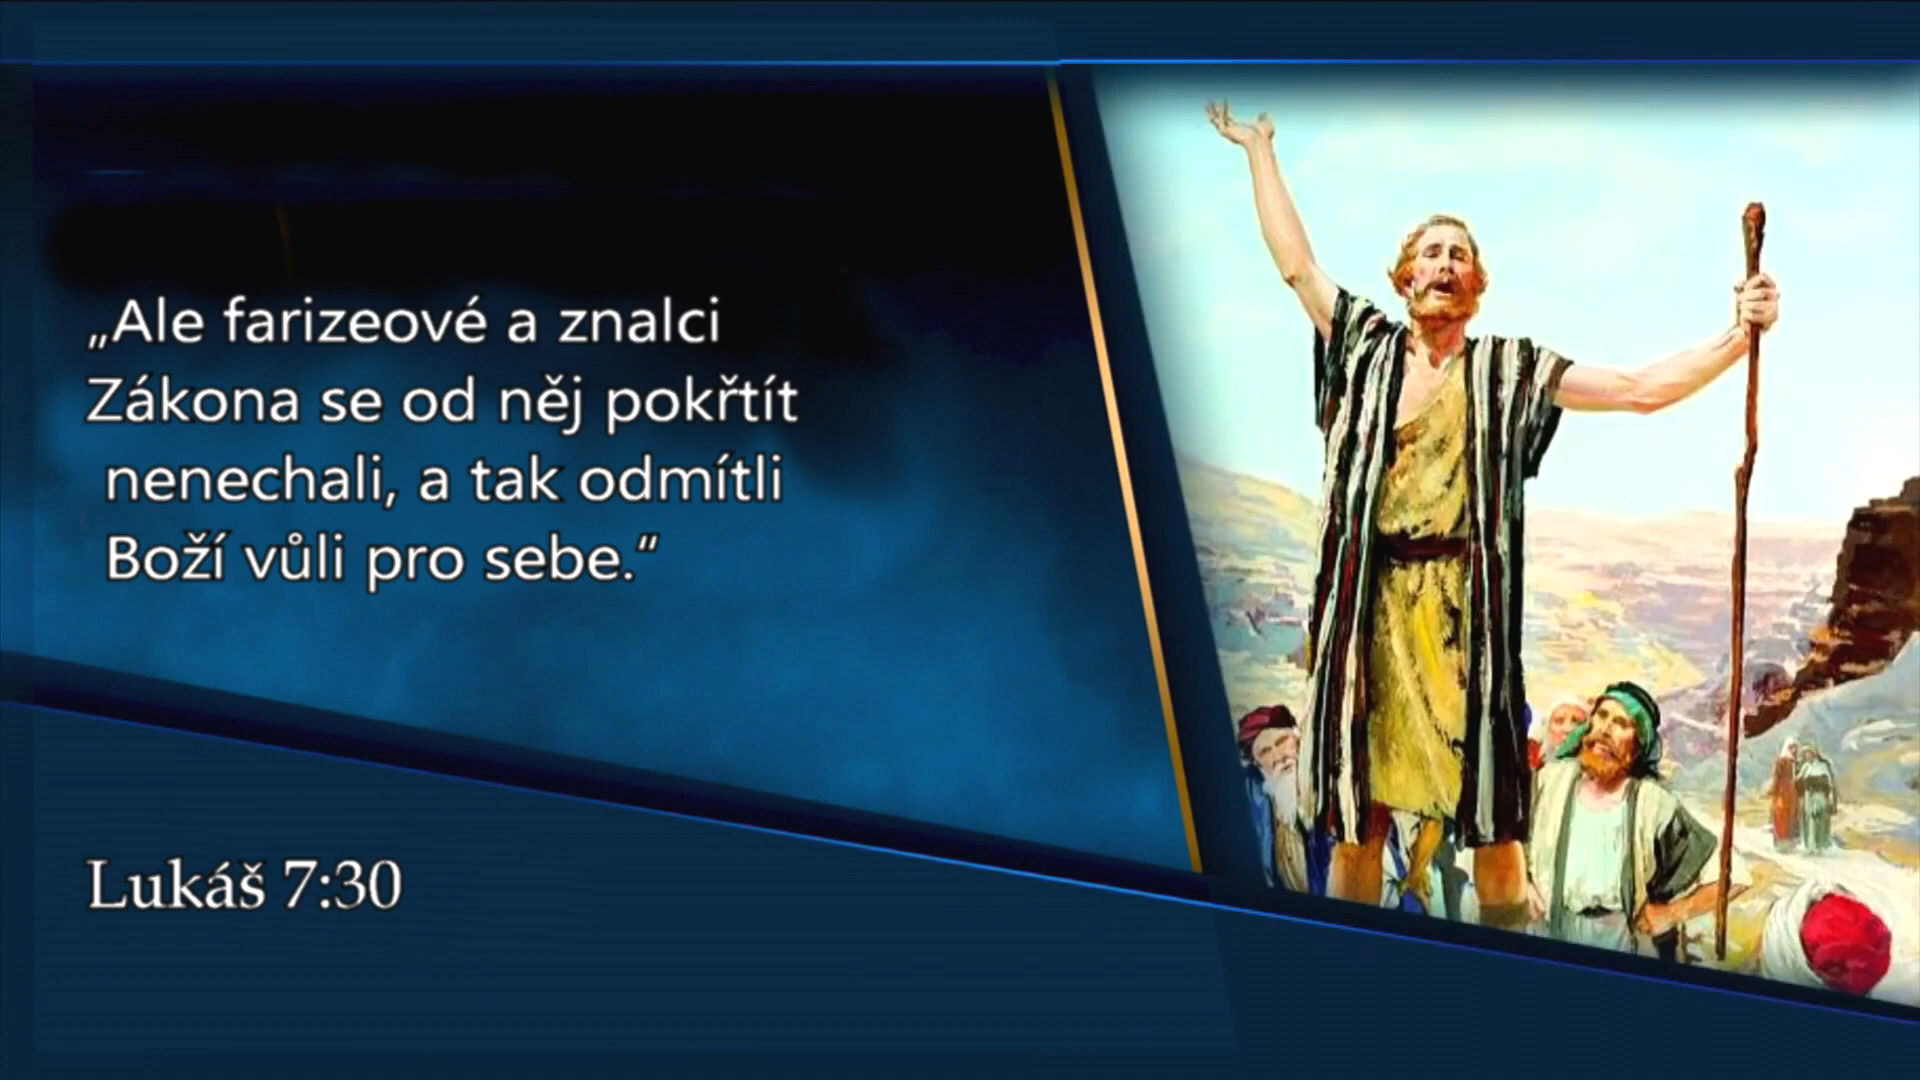 „Ale farizeové a znalci
Zákona se od něj pokřtít
nenechali, a tak odmítli
Boží vůli pro sebe.“
Lukáš 7:30